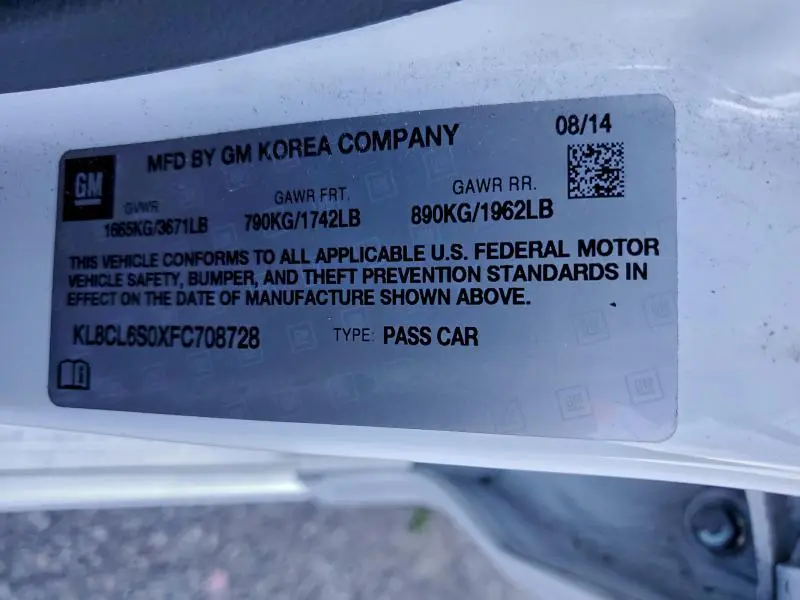 MFD BY GM KOREA COMPANY 08/14
GM
GVWR GAWR FRT. GAWR RR.
1665KG/3671LB 790KG/1742LB 890KG/1962LB
THIS VEHICLE CONFORMS TO ALL APPLICABLE U.S. FEDERAL MOTOR
VEHICLE SAFETY, BUMPER, AND THEFT PREVENTION STANDARDS IN
EFFECT ON THE DATE OF MANUFACTURE SHOWN ABOVE.
KL8CL6S0XFC708728 TYPE: PASS CAR